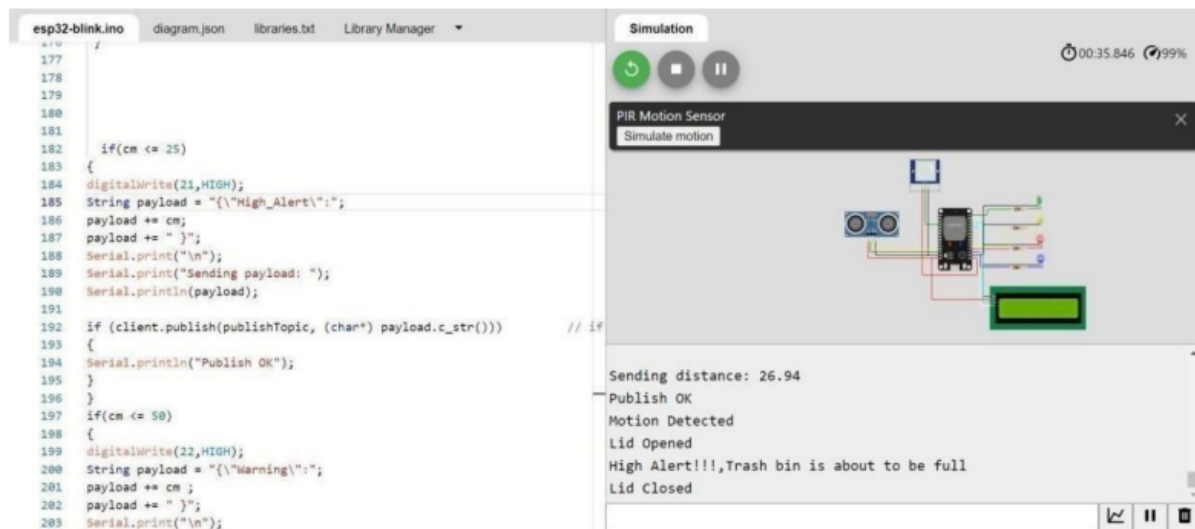 esp32-blink.ino diagram.json libraries.txt Library Manager
176 }
177
178
179
180
181
182 if(cm <= 25)
183 {
184 digitalWrite(21,HIGH);
185 String payload = "{\"High_Alert\":";
186 payload += cm;
187 payload += " }";
188 Serial.print("\n");
189 Serial.print("Sending payload: ");
190 Serial.println(payload);
191
192 if (client.publish(publishTopic, (char*) payload.c_str())) // if
193 {
194 Serial.println("Publish OK");
195 }
196 }
197 if(cm <= 50)
198 {
199 digitalWrite(22,HIGH);
200 String payload = "{\"Warning\":";
201 payload += cm ;
202 payload += " }";
203 Serial.print("\n");
Simulation
00:35.846 99%
PIR Motion Sensor
Simulate motion
Sending distance: 26.94
Publish OK
Motion Detected
Lid Opened
High Alert!!!,Trash bin is about to be full
Lid Closed